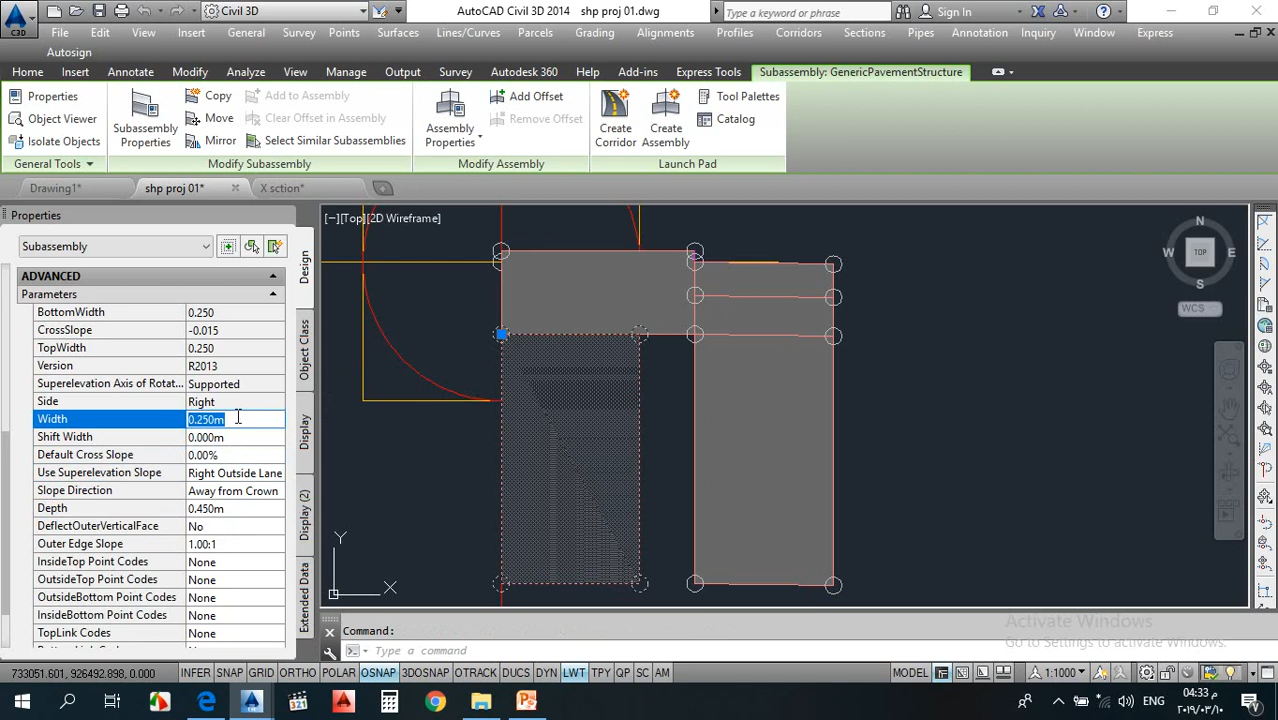 C3D
Civil 3D
AutoCAD Civil 3D 2014 shp proj 01.dwg
Type a keyword or phrase
Sign In
File Edit View Insert General Survey Points Surfaces Lines/Curves Parcels Grading Alignments Profiles Corridors Sections Pipes Annotation Inquiry Window Express
Autosign
Home Insert Annotate Modify Analyze View Manage Output Survey Autodesk 360 Help Add-ins Express Tools Subassembly: GenericPavementStructure
Properties
Object Viewer
Isolate Objects
General Tools
Subassembly Properties
Copy
Move
Mirror
Add to Assembly
Clear Offset in Assembly
Select Similar Subassemblies
Modify Subassembly
Assembly Properties
Add Offset
Remove Offset
Modify Assembly
Create Corridor
Create Assembly
Tool Palettes
Catalog
Launch Pad
Drawing1* shp proj 01* X sction*
Properties
Subassembly
ADVANCED
Parameters
BottomWidth 0.250
CrossSlope -0.015
TopWidth 0.250
Version R2013
Superelevation Axis of Rotat... Supported
Side Right
Width 0.250m
Shift Width 0.000m
Default Cross Slope 0.00%
Use Superelevation Slope Right Outside Lane
Slope Direction Away from Crown
Depth 0.450m
DeflectOuterVerticalFace No
Outer Edge Slope 1.00:1
InsideTop Point Codes None
OutsideTop Point Codes None
OutsideBottom Point Codes None
InsideBottom Point Codes None
TopLink Codes None
Design
Object Class
Display
Display (2)
Extended Data
[−][Top][2D Wireframe]
N
W TOP E
S
WCS
Y
X
Activate Windows
Go to Settings to activate Windows.
Command:
Type a command
733051.601, 926492.898, 0.000 INFER SNAP GRID ORTHO POLAR OSNAP 3DOSNAP OTRACK DUCS DYN LWT TPY QP SC AM MODEL 1:1000 3.50
ENG
04:33 م
٢٠١٩/٠٣/١٠